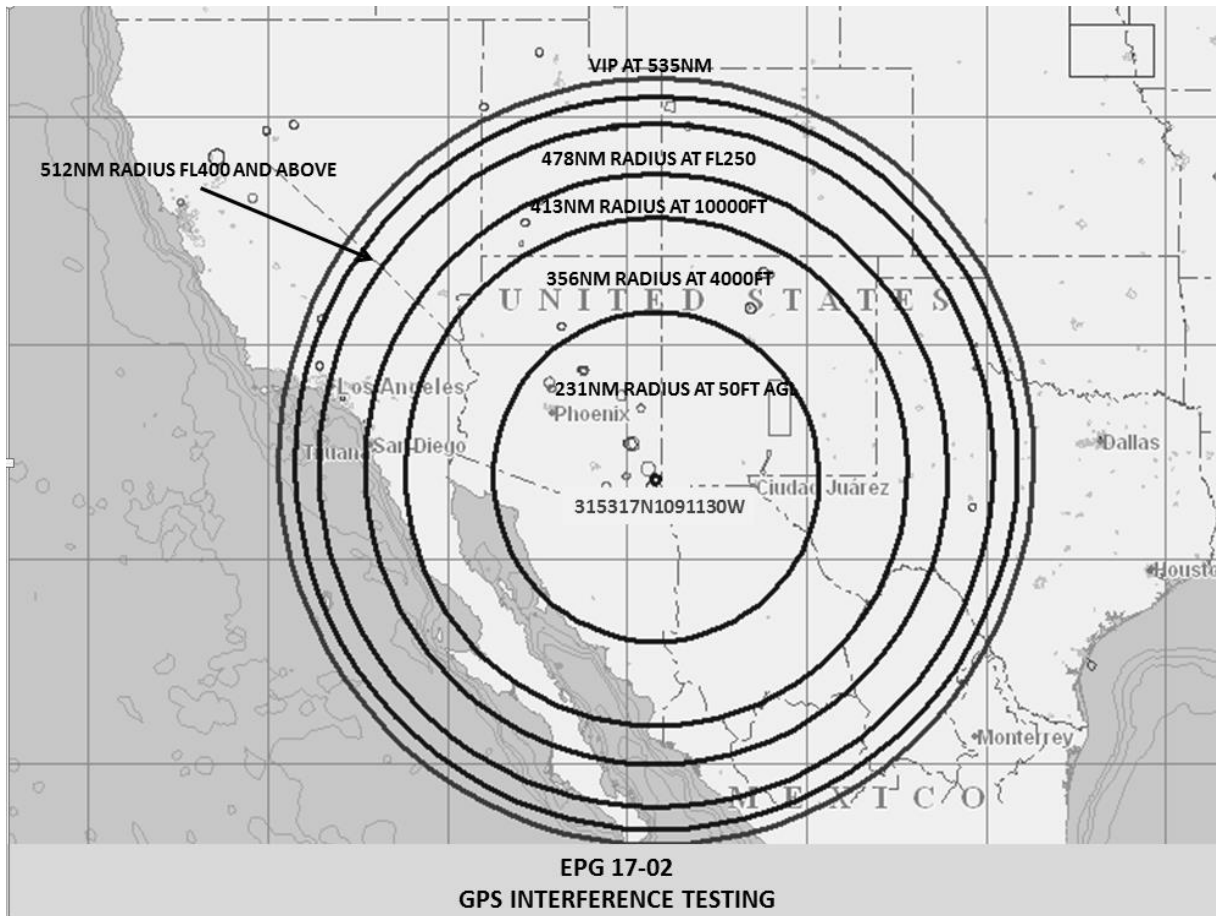 VIP AT 535NM
478NM RADIUS AT FL250
512NM RADIUS FL400 AND ABOVE
413NM RADIUS AT 10000FT
356NM RADIUS AT 4000FT
UNITED STATES
Los Angeles
231NM RADIUS AT 50FT AGL
Phoenix
Tijuana
San Diego
Dallas
Ciudad Juárez
315317N1091130W
Housto
Monterrey
MEXICO
EPG 17-02
GPS INTERFERENCE TESTING